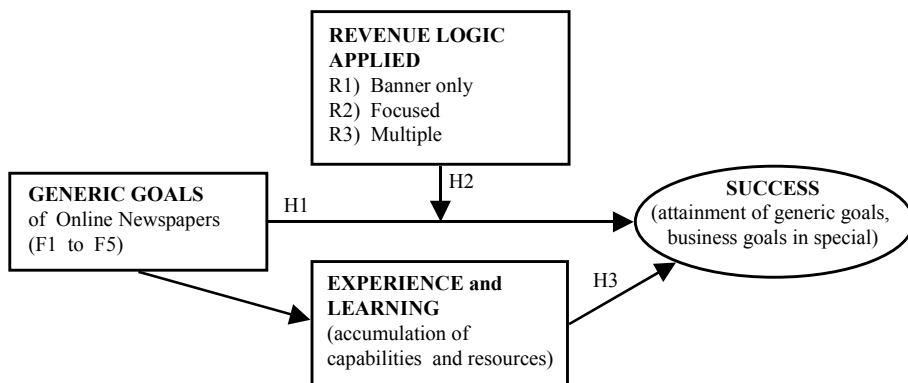 REVENUE LOGIC
APPLIED
R1) Banner only
R2) Focused
R3) Multiple
H2
GENERIC GOALS
of Online Newspapers
(F1 to F5)
H1
SUCCESS
(attainment of generic goals,
business goals in special)
EXPERIENCE and
LEARNING
(accumulation of
capabilities and resources)
H3